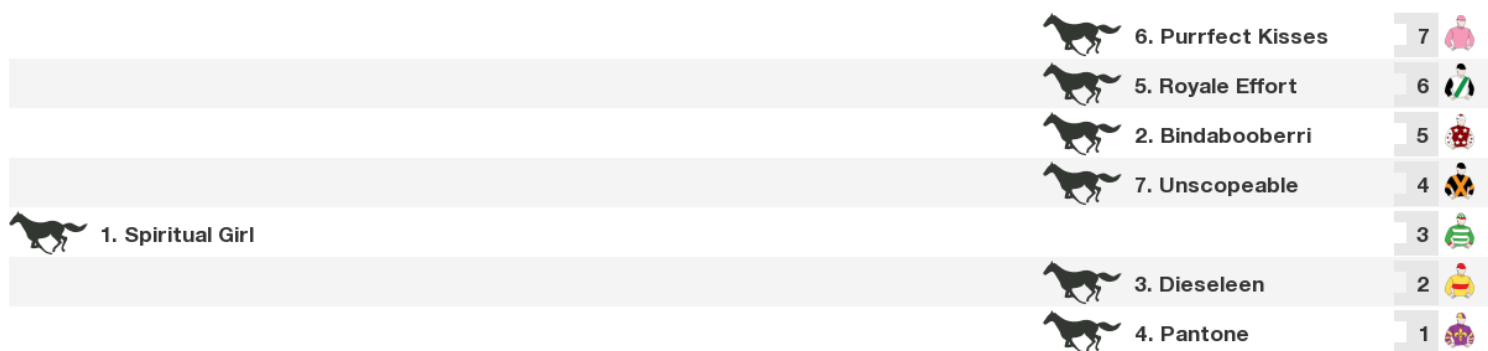 6. Purrfect Kisses 7
5. Royale Effort 6
2. Bindabooberri 5
7. Unscopeable 4
1. Spiritual Girl 3
3. Dieseleen 2
4. Pantone 1